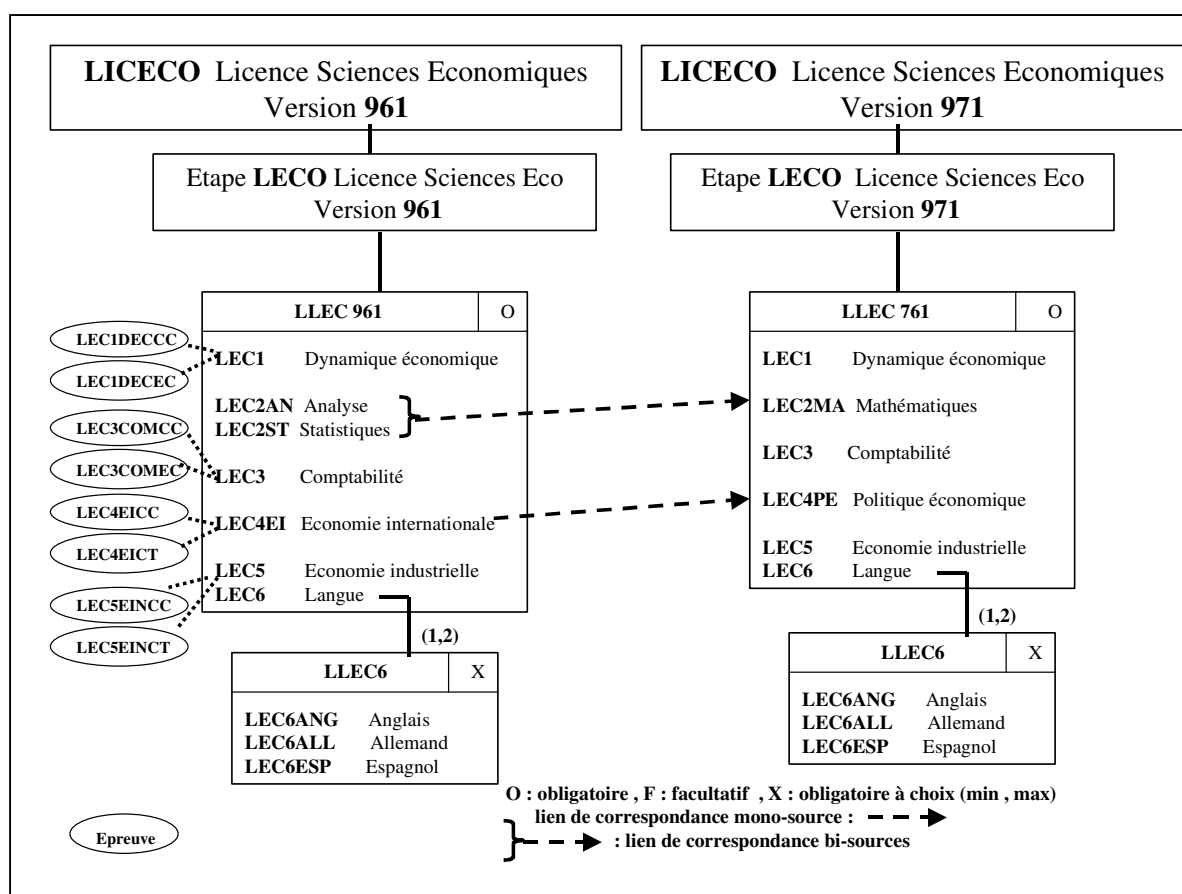 LICECO Licence Sciences Economiques
Version 961
LICECO Licence Sciences Economiques
Version 971
Etape LECO Licence Sciences Eco
Version 961
Etape LECO Licence Sciences Eco
Version 971
LLEC 961 O
LEC1 Dynamique économique
LEC2AN Analyse
LEC2ST Statistiques
LEC3 Comptabilité
LEC4EI Economie internationale
LEC5 Economie industrielle
LEC6 Langue
LEC1DECCC
LEC1DECEC
LEC3COMCC
LEC3COMEC
LEC4EICC
LEC4EICT
LEC5EINCC
LEC5EINCT
(1,2)
LLEC6 X
LEC6ANG Anglais
LEC6ALL Allemand
LEC6ESP Espagnol
LLEC 761 O
LEC1 Dynamique économique
LEC2MA Mathématiques
LEC3 Comptabilité
LEC4PE Politique économique
LEC5 Economie industrielle
LEC6 Langue
(1,2)
LLEC6 X
LEC6ANG Anglais
LEC6ALL Allemand
LEC6ESP Espagnol
O : obligatoire , F : facultatif , X : obligatoire à choix (min , max)
lien de correspondance mono-source :
: lien de correspondance bi-sources
Epreuve